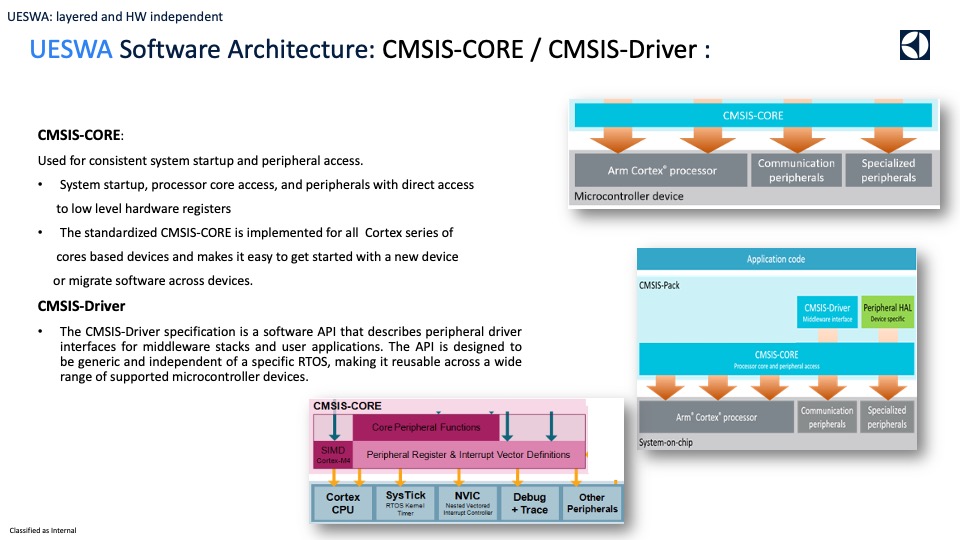 UESWA: layered and HW independent
UESWA Software Architecture: CMSIS-CORE / CMSIS-Driver :
CMSIS-CORE:
Used for consistent system startup and peripheral access.
• System startup, processor core access, and peripherals with direct access
to low level hardware registers
• The standardized CMSIS-CORE is implemented for all Cortex series of
cores based devices and makes it easy to get started with a new device
or migrate software across devices.
CMSIS-Driver
• The CMSIS-Driver specification is a software API that describes peripheral driver
interfaces for middleware stacks and user applications. The API is designed to
be generic and independent of a specific RTOS, making it reusable across a wide
range of supported microcontroller devices.
CMSIS-CORE
Arm Cortex® processor
Communication
peripherals
Specialized
peripherals
Microcontroller device
Application code
CMSIS-Pack
CMSIS-Driver
Middleware interface
Peripheral HAL
Device specific
CMSIS-CORE
Processor core and peripheral access
Arm® Cortex® processor
Communication
peripherals
Specialized
peripherals
System-on-chip
CMSIS-CORE
Core Peripheral Functions
SIMD
Cortex-M4
Peripheral Register & Interrupt Vector Definitions
Cortex
CPU
SysTick
RTOS Kernel
Timer
NVIC
Nested Vectored
Interrupt Controller
Debug
+ Trace
Other
Peripherals
Classified as Internal